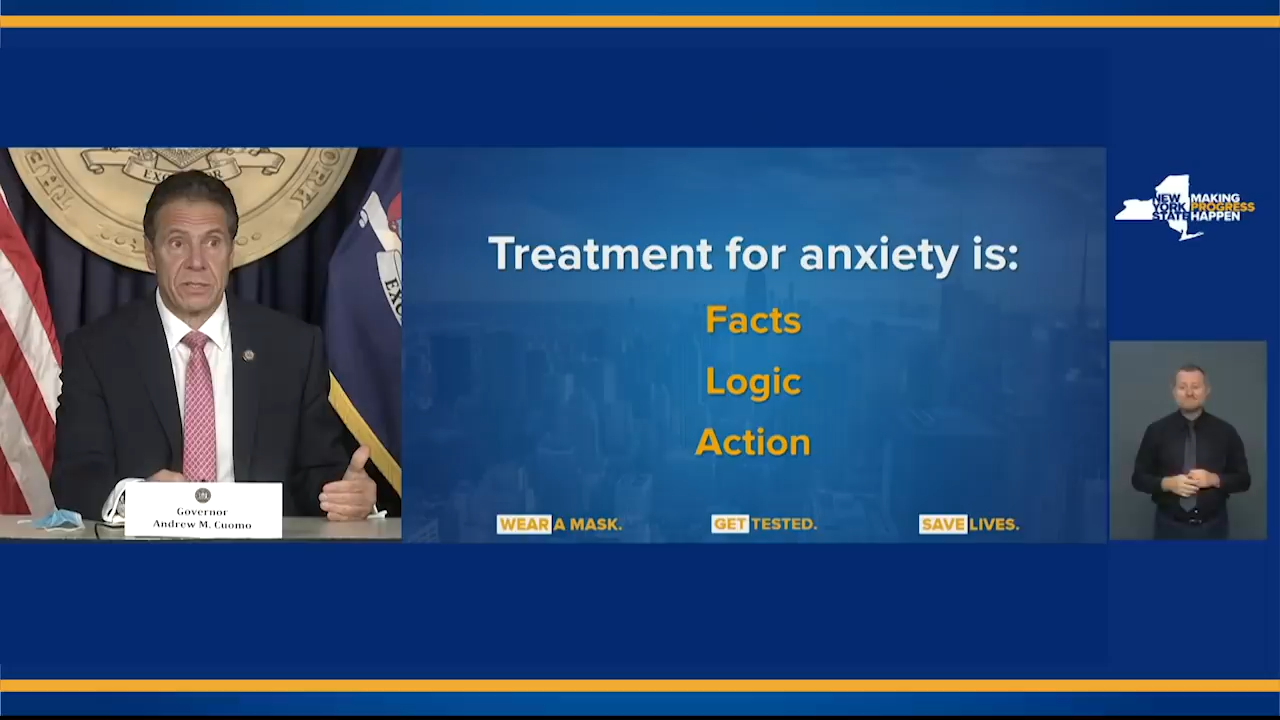 EXCELSIOR
Governor
Andrew M. Cuomo
Treatment for anxiety is:
Facts
Logic
Action
WEAR A MASK.
GET TESTED.
SAVE LIVES.
NEW
YORK
STATE
MAKING
PROGRESS
HAPPEN